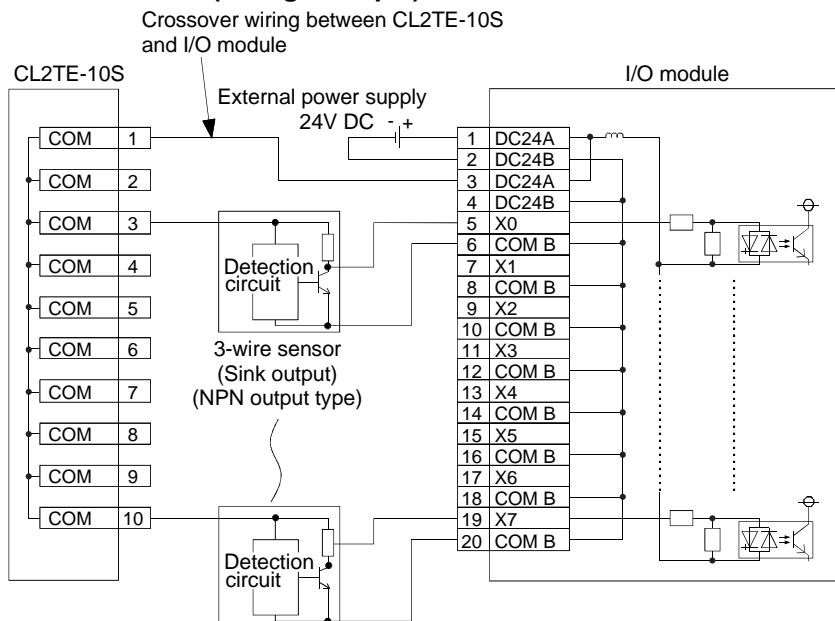 Crossover wiring between CL2TE-10S
and I/O module
CL2TE-10S
I/O module
External power supply
24V DC - +
COM 1
COM 2
COM 3
COM 4
COM 5
COM 6
COM 7
COM 8
COM 9
COM 10
1 DC24A
2 DC24B
3 DC24A
4 DC24B
5 X0
6 COM B
7 X1
8 COM B
9 X2
10 COM B
11 X3
12 COM B
13 X4
14 COM B
15 X5
16 COM B
17 X6
18 COM B
19 X7
20 COM B
Detection
circuit
3-wire sensor
(Sink output)
(NPN output type)
Detection
circuit